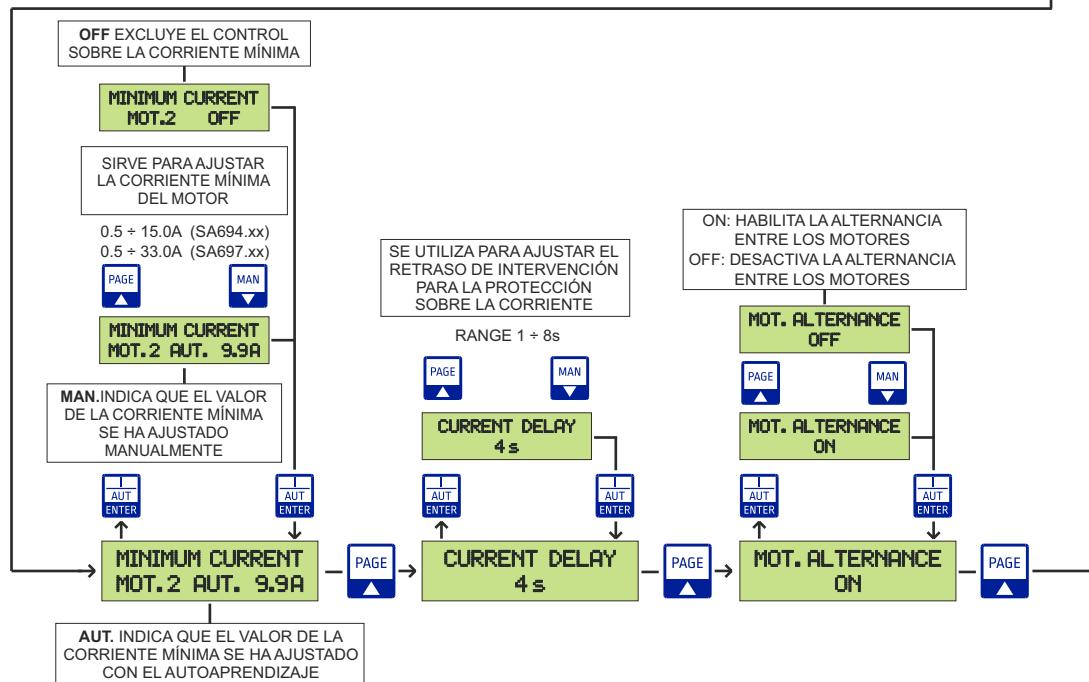 OFF EXCLUYE EL CONTROL
SOBRE LA CORRIENTE MÍNIMA
MINIMUM CURRENT
MOT.2 OFF
SIRVE PARA AJUSTAR
LA CORRIENTE MÍNIMA
DEL MOTOR
0.5 ÷ 15.0A (SA694.xx)
0.5 ÷ 33.0A (SA697.xx)
PAGE
MAN
MINIMUM CURRENT
MOT.2 AUT. 9.9A
MAN.INDICA QUE EL VALOR
DE LA CORRIENTE MÍNIMA
SE HA AJUSTADO
MANUALMENTE
I
AUT
ENTER
I
AUT
ENTER
MINIMUM CURRENT
MOT.2 AUT. 9.9A
AUT. INDICA QUE EL VALOR DE LA
CORRIENTE MÍNIMA SE HA AJUSTADO
CON EL AUTOAPRENDIZAJE
PAGE
SE UTILIZA PARA AJUSTAR EL
RETRASO DE INTERVENCIÓN
PARA LA PROTECCIÓN
SOBRE LA CORRIENTE
RANGE 1 ÷ 8s
PAGE
MAN
CURRENT DELAY
4 s
I
AUT
ENTER
I
AUT
ENTER
CURRENT DELAY
4 s
PAGE
ON: HABILITA LA ALTERNANCIA
ENTRE LOS MOTORES
OFF: DESACTIVA LA ALTERNANCIA
ENTRE LOS MOTORES
MOT. ALTERNANCE
OFF
PAGE
MAN
MOT. ALTERNANCE
ON
I
AUT
ENTER
I
AUT
ENTER
MOT. ALTERNANCE
ON
PAGE